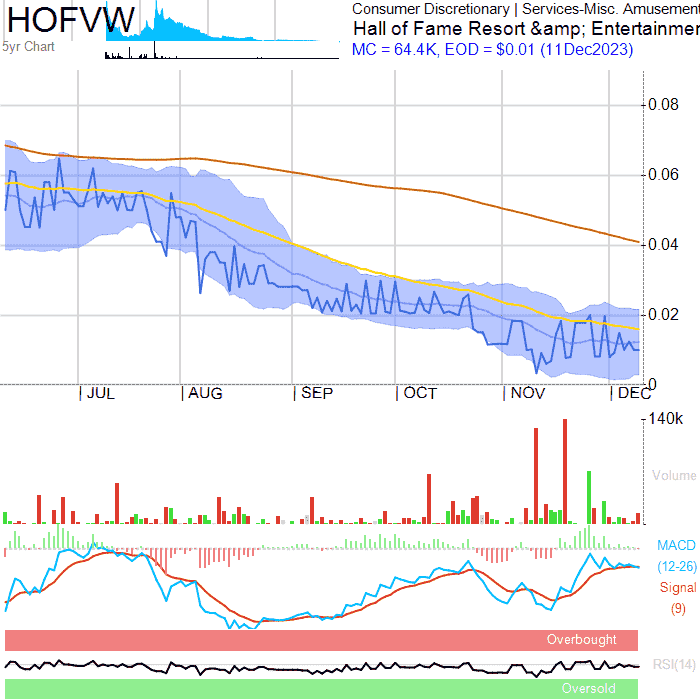 HOFVW
Consumer Discretionary | Services-Misc. Amusement
Hall of Fame Resort &amp; Entertainmen
5yr Chart
MC = 64.4K, EOD = $0.01 (11Dec2023)
0.08
0.06
0.04
0.02
0
| JUL | AUG | SEP | OCT | NOV | DEC
140k
Volume
MACD
(12-26)
Signal
(9)
Overbought
RSI(14)
Oversold